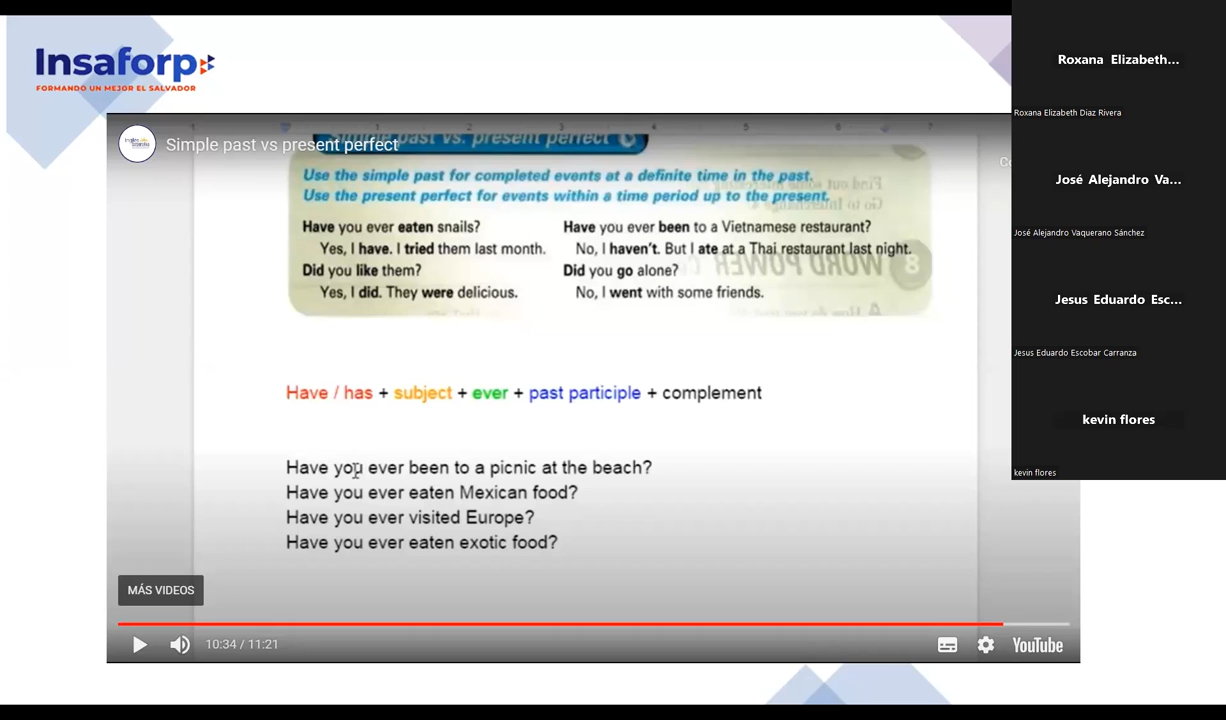 Insaforp
FORMANDO UN MEJOR EL SALVADOR
Simple past vs present perfect
past vs. present perfect
Use the simple past for completed events at a definite time in the past.
Use the present perfect for events within a time period up to the present.
Have you ever eaten snails?
Yes, I have. I tried them last month.
Did you like them?
Yes, I did. They were delicious.
Have you ever been to a Vietnamese restaurant?
No, I haven't. But I ate at a Thai restaurant last night.
Did you go alone?
No, I went with some friends.
Have / has + subject + ever + past participle + complement
Have you ever been to a picnic at the beach?
Have you ever eaten Mexican food?
Have you ever visited Europe?
Have you ever eaten exotic food?
MÁS VIDEOS
10:34 / 11:21
YouTube
Roxana Elizabeth...
Roxana Elizabeth Diaz Rivera
José Alejandro Va...
José Alejandro Vaquerano Sánchez
Jesus Eduardo Esc...
Jesus Eduardo Escobar Carranza
kevin flores
kevin flores